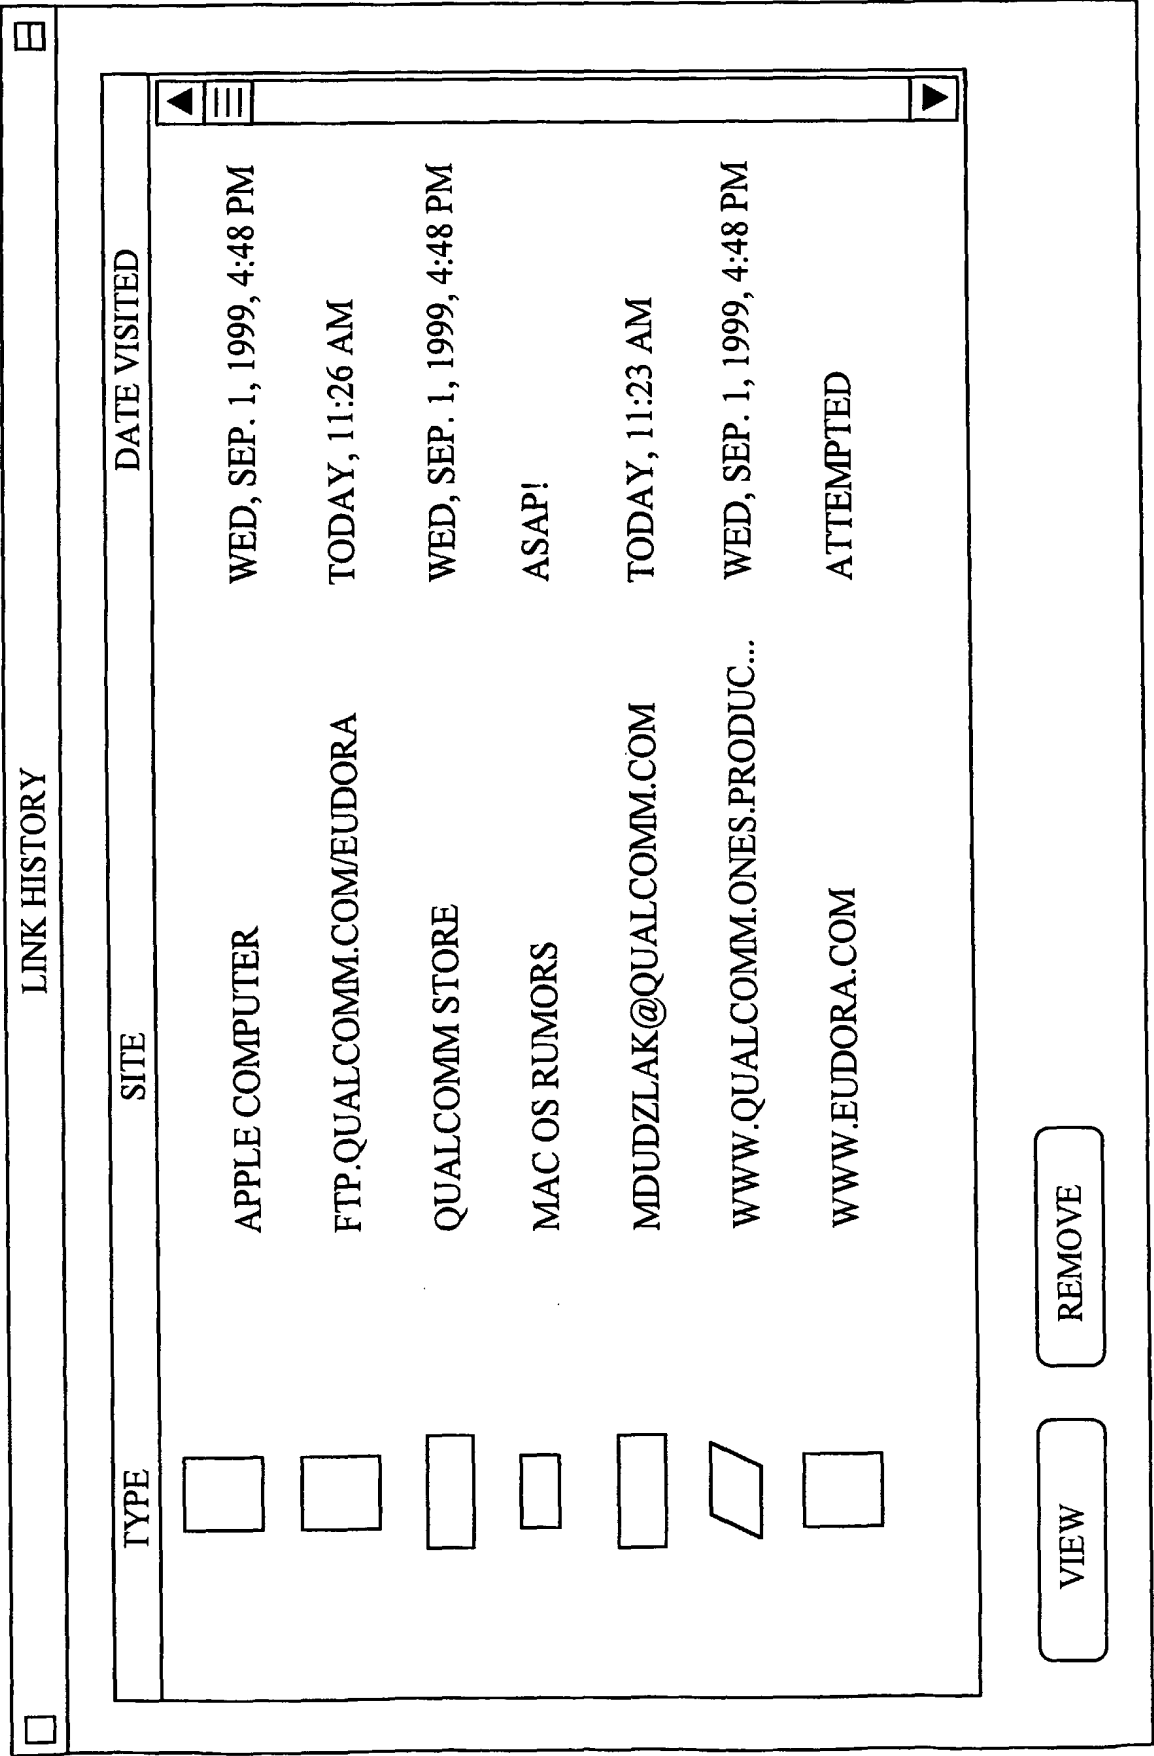 LINK HISTORY
TYPE SITE DATE VISITED
APPLE COMPUTER WED, SEP. 1, 1999, 4:48 PM
FTP.QUALCOMM.COM/EUDORA TODAY, 11:26 AM
QUALCOMM STORE WED, SEP. 1, 1999, 4:48 PM
MAC OS RUMORS ASAP!
MDUDZLAK@QUALCOMM.COM TODAY, 11:23 AM
WWW.QUALCOMM.ONES.PRODUC... WED, SEP. 1, 1999, 4:48 PM
WWW.EUDORA.COM ATTEMPTED
VIEW REMOVE